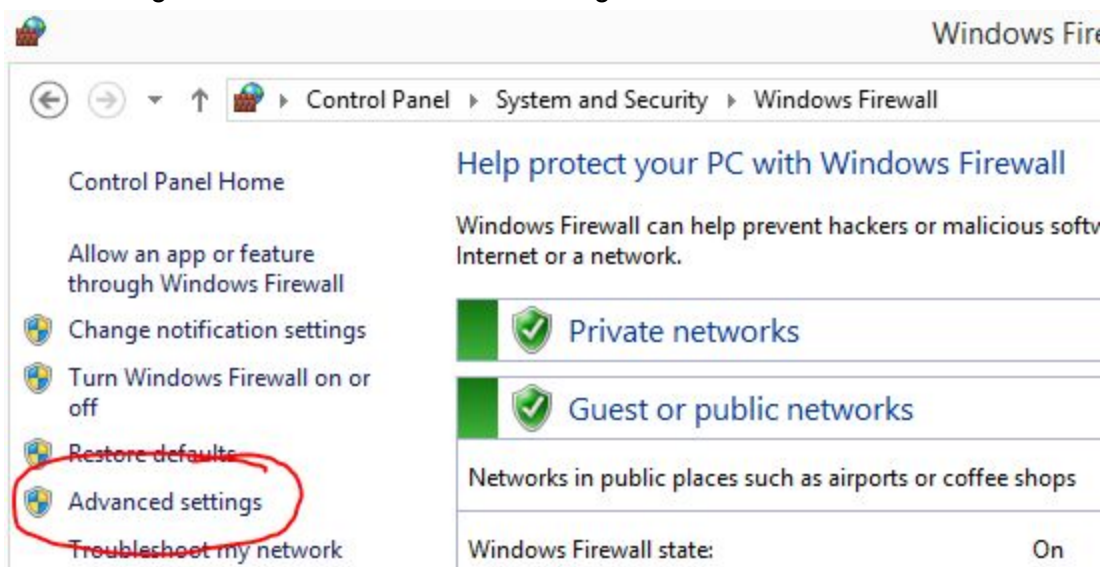 Windows Fire
Control Panel
System and Security
Windows Firewall
Control Panel Home
Allow an app or feature
through Windows Firewall
Change notification settings
Turn Windows Firewall on or
off
Restore defaults
Advanced settings
Troubleshoot my network
Help protect your PC with Windows Firewall
Windows Firewall can help prevent hackers or malicious softw
Internet or a network.
Private networks
Guest or public networks
Networks in public places such as airports or coffee shops
Windows Firewall state:
On